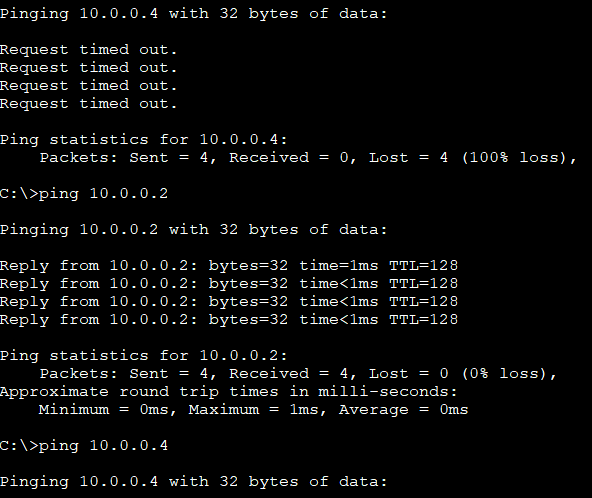 Pinging 10.0.0.4 with 32 bytes of data:
Request timed out.
Request timed out.
Request timed out.
Request timed out.
Ping statistics for 10.0.0.4:
Packets: Sent = 4, Received = 0, Lost = 4 (100% loss),
C:\>ping 10.0.0.2
Pinging 10.0.0.2 with 32 bytes of data:
Reply from 10.0.0.2: bytes=32 time=1ms TTL=128
Reply from 10.0.0.2: bytes=32 time<1ms TTL=128
Reply from 10.0.0.2: bytes=32 time<1ms TTL=128
Reply from 10.0.0.2: bytes=32 time<1ms TTL=128
Ping statistics for 10.0.0.2:
Packets: Sent = 4, Received = 4, Lost = 0 (0% loss),
Approximate round trip times in milli-seconds:
Minimum = 0ms, Maximum = 1ms, Average = 0ms
C:\>ping 10.0.0.4
Pinging 10.0.0.4 with 32 bytes of data: